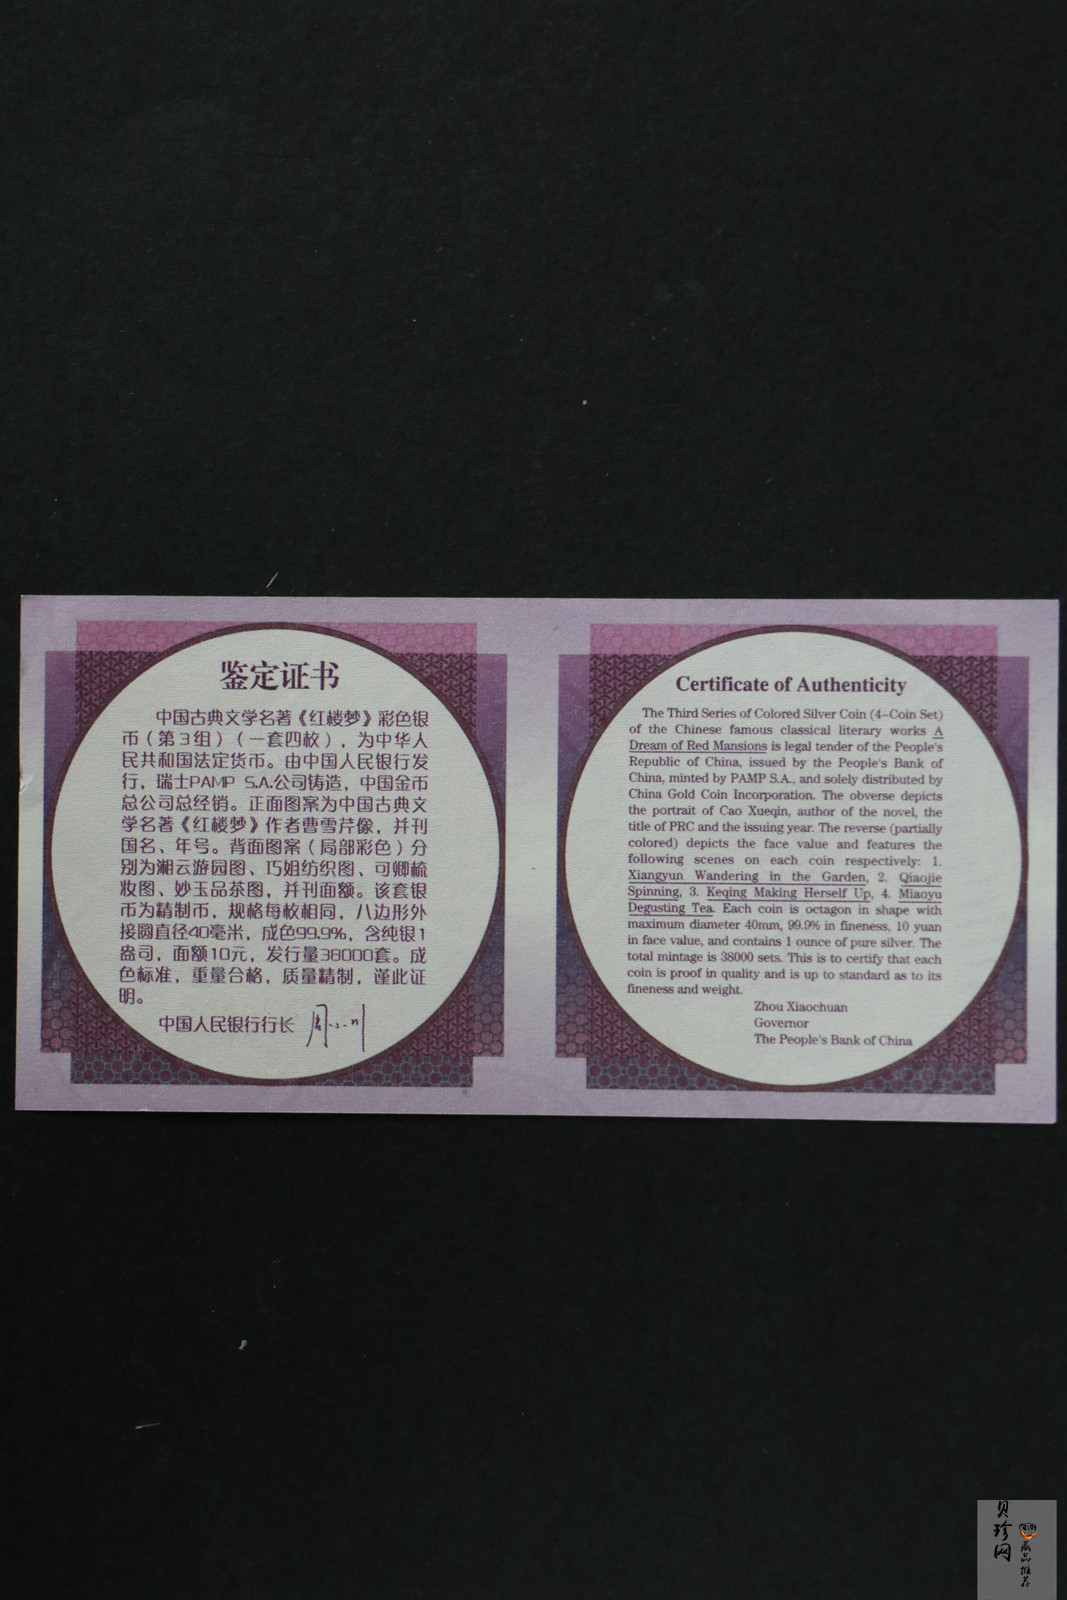 鉴定证书
中国古典文学名著《红楼梦》彩色银
币（第3组）（一套四枚），为中华人
民共和国法定货币。由中国人民银行发
行，瑞士PAMP S.A.公司铸造，中国金币
总公司总经销。正面图案为中国古典文
学名著《红楼梦》作者曹雪芹像，并刊
国名、年号。背面图案（局部彩色）分
别为湘云游园图、巧姐纺织图、可卿梳
妆图、妙玉品茶图，并刊面额。该套银
币为精制币，规格每枚相同，八边形外
接圆直径40毫米，成色99.9%，含纯银1
盎司，面额10元，发行量38000套。成
色标准，重量合格，质量精制，谨此证
明。
中国人民银行行长
Certificate of Authenticity
The Third Series of Colored Silver Coin (4-Coin Set)
of the Chinese famous classical literary works A
Dream of Red Mansions is legal tender of the People's
Republic of China, issued by the People's Bank of
China, minted by PAMP S.A., and solely distributed by
China Gold Coin Incorporation. The obverse depicts
the portrait of Cao Xueqin, author of the novel, the
title of PRC and the issuing year. The reverse (partially
colored) depicts the face value and features the
following scenes on each coin respectively: 1.
Xiangyun Wandering in the Garden, 2. Qiaojie
Spinning, 3. Keqing Making Herself Up, 4. Miaoyu
Degusting Tea. Each coin is octagon in shape with
maximum diameter 40mm, 99.9% in fineness, 10 yuan
in face value, and contains 1 ounce of pure silver. The
total mintage is 38000 sets. This is to certify that each
coin is proof in quality and is up to standard as to its
fineness and weight.
Zhou Xiaochuan
Governor
The People's Bank of China
贝珍网
藏品推荐